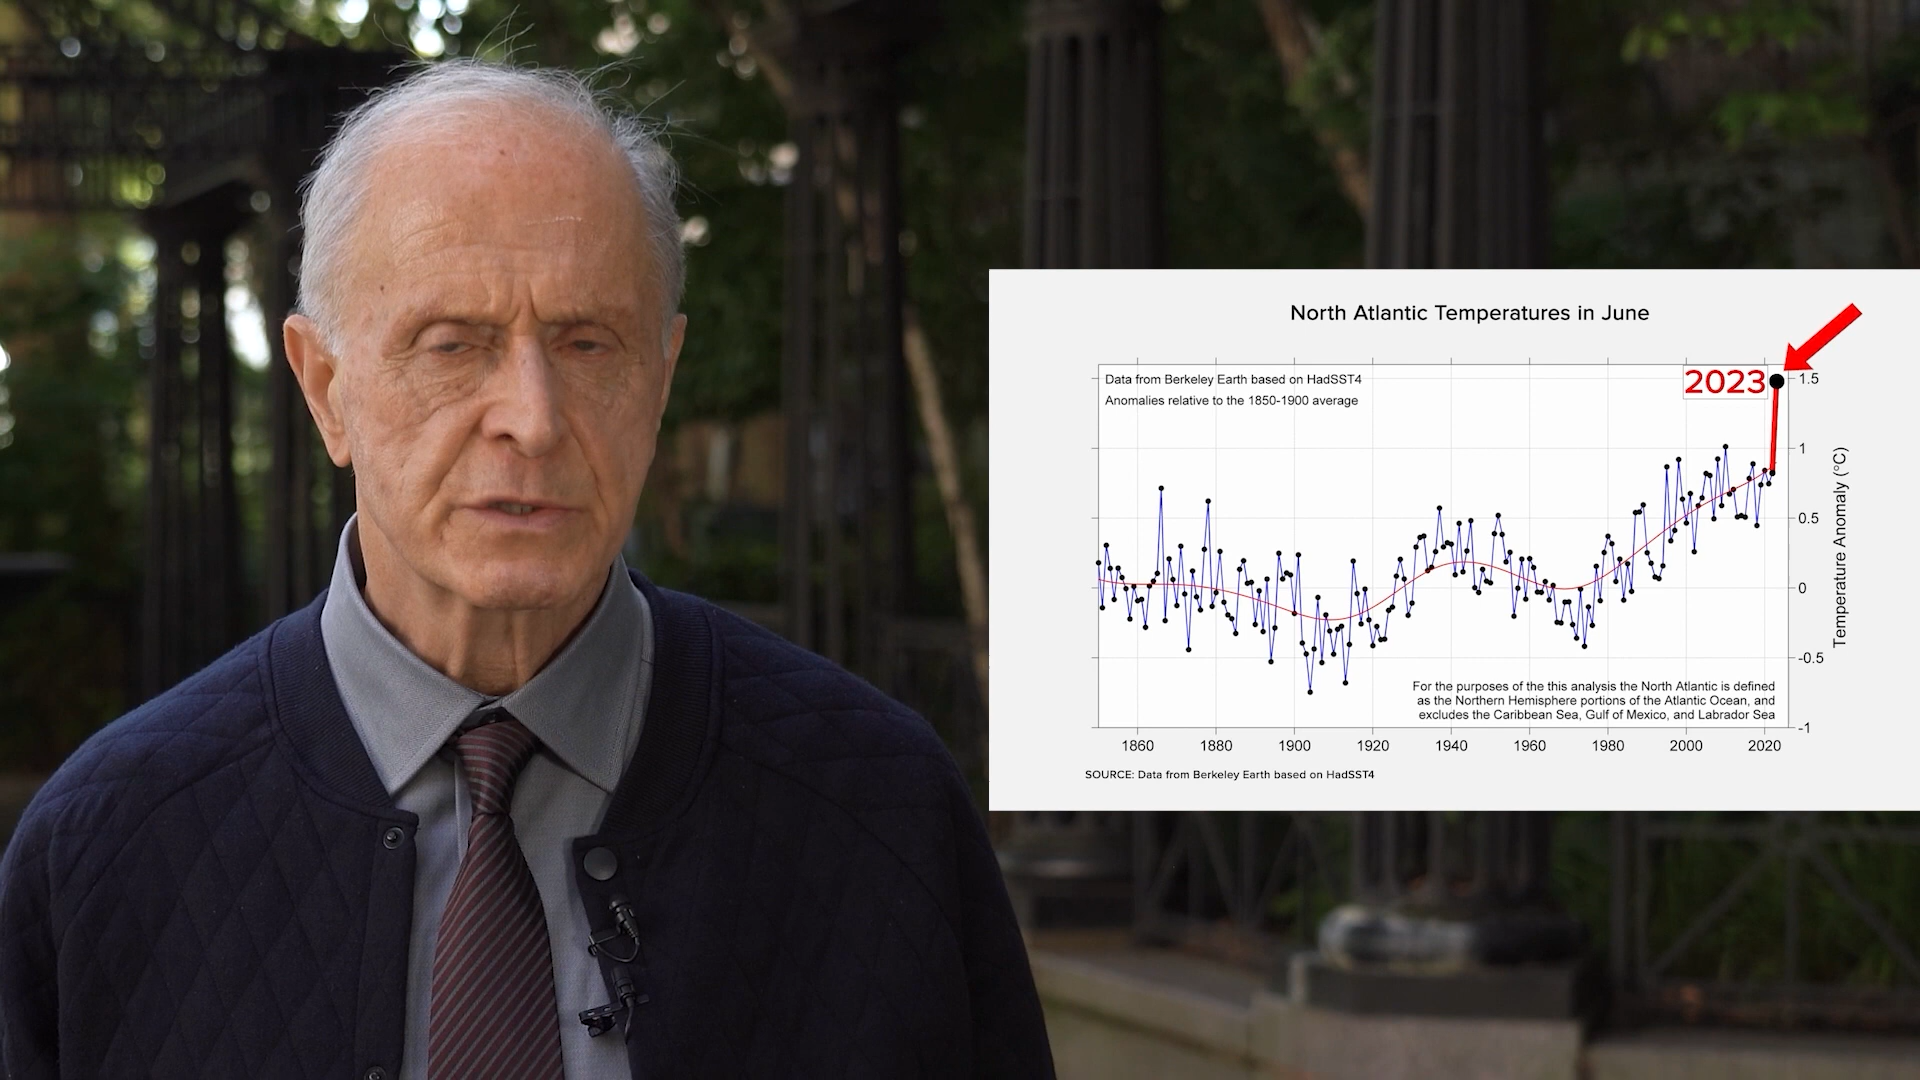 North Atlantic Temperatures in June
Data from Berkeley Earth based on HadSST4
Anomalies relative to the 1850-1900 average
2023
1.5
1
0.5
0
-0.5
-1
Temperature Anomaly (°C)
For the purposes of the this analysis the North Atlantic is defined
as the Northern Hemisphere portions of the Atlantic Ocean, and
excludes the Caribbean Sea, Gulf of Mexico, and Labrador Sea
1860 1880 1900 1920 1940 1960 1980 2000 2020
SOURCE: Data from Berkeley Earth based on HadSST4